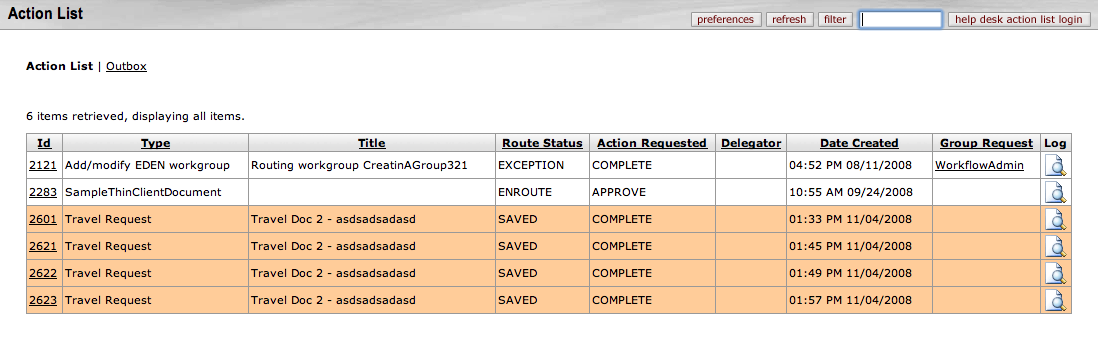 Action List
preferences refresh filter help desk action list login
Action List | Outbox
6 items retrieved, displaying all items.
Id Type Title Route Status Action Requested Delegator Date Created Group Request Log
2121 Add/modify EDEN workgroup Routing workgroup CreatinAGroup321 EXCEPTION COMPLETE 04:52 PM 08/11/2008 WorkflowAdmin
2283 SampleThinClientDocument ENROUTE APPROVE 10:55 AM 09/24/2008
2601 Travel Request Travel Doc 2 - asdsadsadasd SAVED COMPLETE 01:33 PM 11/04/2008
2621 Travel Request Travel Doc 2 - asdsadsadasd SAVED COMPLETE 01:45 PM 11/04/2008
2622 Travel Request Travel Doc 2 - asdsadsadasd SAVED COMPLETE 01:49 PM 11/04/2008
2623 Travel Request Travel Doc 2 - asdsadsadasd SAVED COMPLETE 01:57 PM 11/04/2008